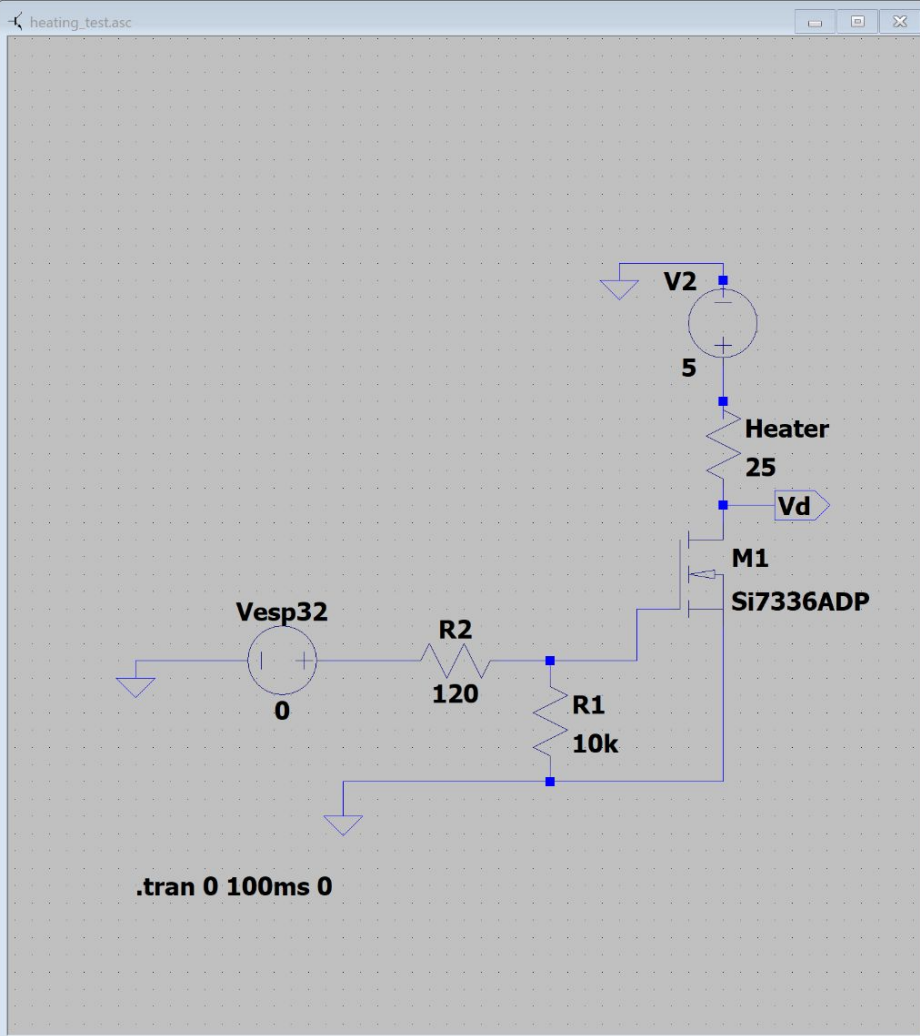 heating_test.asc
V2
5
Heater
25
Vd
M1
Si7336ADP
Vesp32
0
R2
120
R1
10k
.tran 0 100ms 0